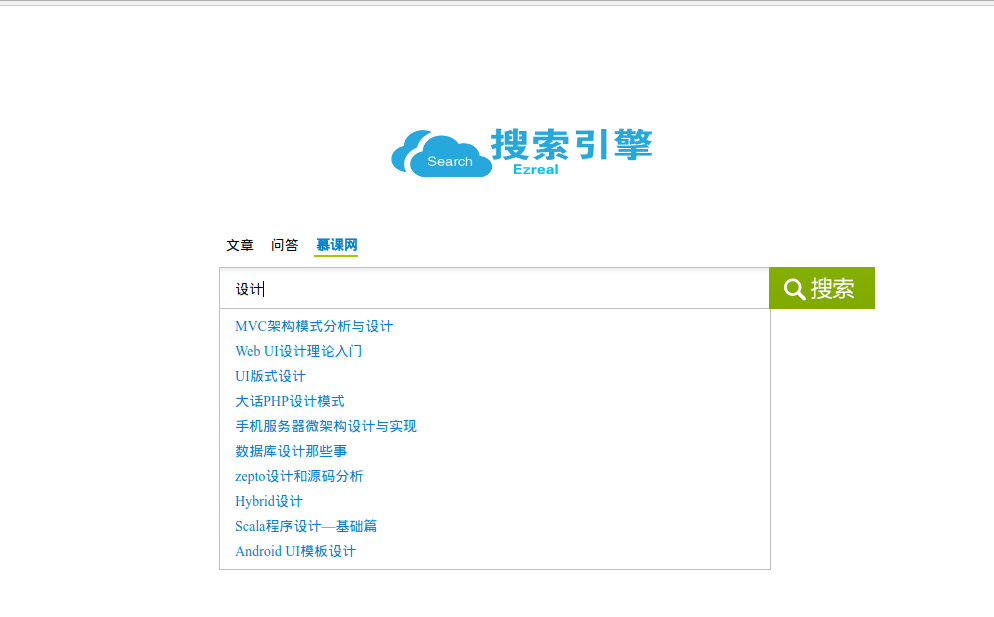 Search
搜索引擎
Ezreal
文章 问答 慕课网
设计 搜索
MVC架构模式分析与设计
Web UI设计理论入门
UI版式设计
大话PHP设计模式
手机服务器微架构设计与实现
数据库设计那些事
zepto设计和源码分析
Hybrid设计
Scala程序设计—基础篇
Android UI模板设计